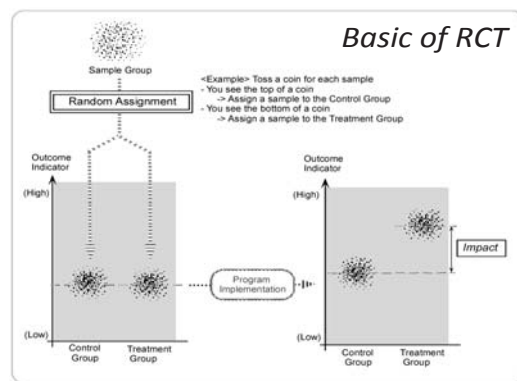 Basic of RCT
Sample Group
Random Assignment
<Example> Toss a coin for each sample
- You see the top of a coin
-> Assign a sample to the Control Group
- You see the bottom of a coin
-> Assign a sample to the Treatment Group
Outcome
Indicator
(High)
(Low)
Control
Group
Treatment
Group
Program
Implementation
Outcome
Indicator
(High)
Impact
(Low)
Control
Group
Treatment
Group